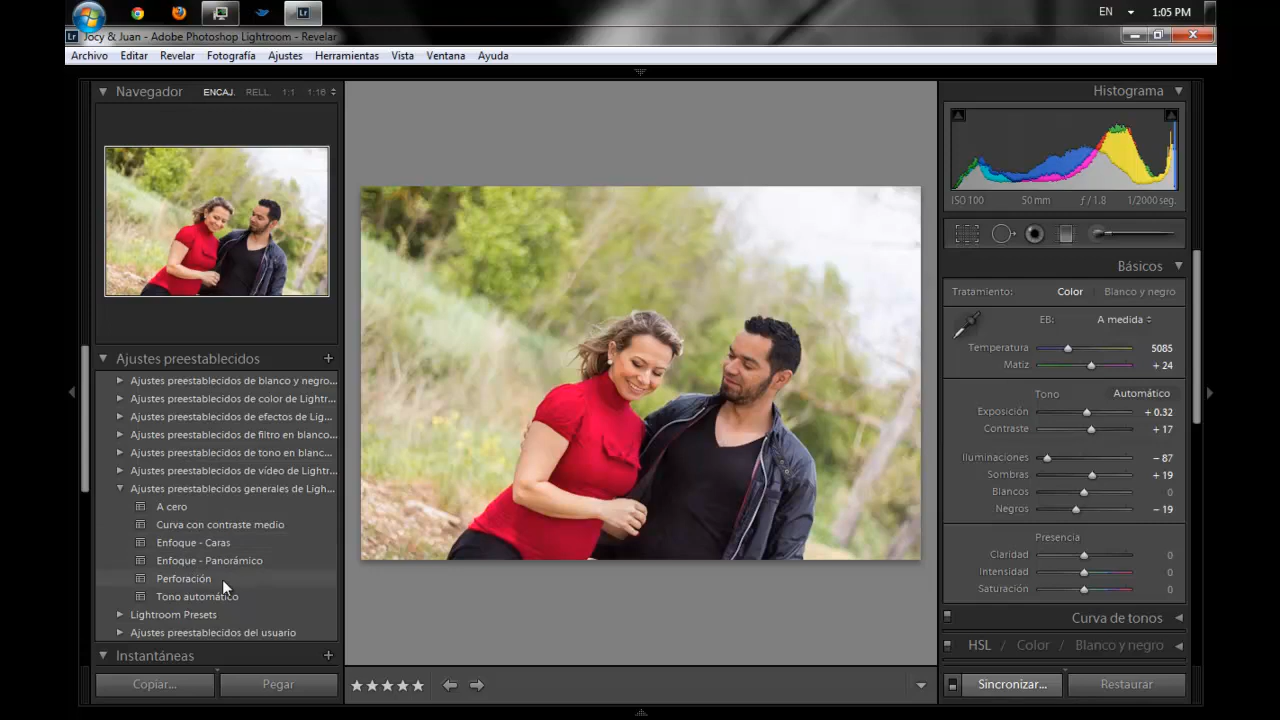 EN
1:05 PM
Lr
Lr Jocy & Juan - Adobe Photoshop Lightroom - Revelar
Archivo Editar Revelar Fotografía Ajustes Herramientas Vista Ventana Ayuda
Navegador ENCAJ. RELL. 1:1 1:16
Ajustes preestablecidos +
Ajustes preestablecidos de blanco y negro...
Ajustes preestablecidos de color de Lightr...
Ajustes preestablecidos de efectos de Lig...
Ajustes preestablecidos de filtro en blanco...
Ajustes preestablecidos de tono en blanc...
Ajustes preestablecidos de vídeo de Lightr...
Ajustes preestablecidos generales de Ligh...
A cero
Curva con contraste medio
Enfoque - Caras
Enfoque - Panorámico
Perforación
Tono automático
Lightroom Presets
Ajustes preestablecidos del usuario
Instantáneas +
Copiar... Pegar
Histograma
ISO 100 50 mm ƒ / 1.8 1/2000 seg.
Básicos
Tratamiento: Color Blanco y negro
EB: A medida
Temperatura 5085
Matiz + 24
Tono Automático
Exposición + 0.32
Contraste + 17
Iluminaciones − 87
Sombras + 19
Blancos 0
Negros − 19
Presencia
Claridad 0
Intensidad 0
Saturación 0
Curva de tonos
HSL / Color / Blanco y negro
Sincronizar... Restaurar